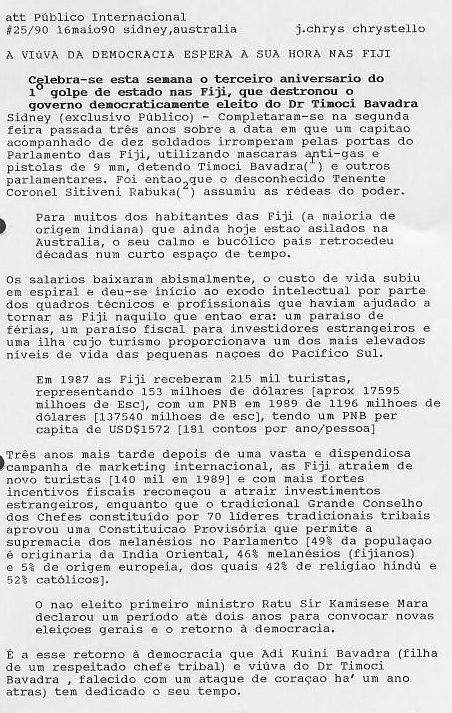 att Público Internacional
#25/90 16maio90 sidney,australia j.chrys chrystello
A VIúVA DA DEMOCRACIA ESPERA A SUA HORA NAS FIJI
Celebra-se esta semana o terceiro aniversario do
1º golpe de estado nas Fiji, que destronou o
governo democraticamente eleito do Dr Timoci Bavadra
Sidney (exclusivo Público) - Completaram-se na segunda
feira passada três anos sobre a data em que um capitao
acompanhado de dez soldados irromperam pelas portas do
Parlamento das Fiji, utilizando mascaras anti-gas e
pistolas de 9 mm, detendo Timoci Bavadra(1) e outros
parlamentares. Foi entao que o desconhecido Tenente
Coronel Sitiveni Rabuka(2) assumiu as rédeas do poder.
Para muitos dos habitantes das Fiji (a maioria de
origem indiana) que ainda hoje estao asilados na
Australia, o seu calmo e bucólico país retrocedeu
décadas num curto espaço de tempo.
Os salarios baixaram abismalmente, o custo de vida subiu
em espiral e deu-se início ao exodo intelectual por parte
dos quadros técnicos e profissionais que haviam ajudado a
tornar as Fiji naquilo que entao era: um paraíso de
férias, um paraíso fiscal para investidores estrangeiros e
uma ilha cujo turismo proporcionava um dos mais elevados
níveis de vida das pequenas naçoes do Pacífico Sul.
Em 1987 as Fiji receberam 215 mil turistas,
representando 153 milhoes de dólares [aprox 17595
milhoes de Esc], com um PNB em 1989 de 1196 milhoes de
dólares [137540 milhoes de esc], tendo um PNB per
capita de USD$1572 [181 contos por ano/pessoa]
Três anos mais tarde depois de uma vasta e dispendiosa
campanha de marketing internacional, as Fiji atraiem de
novo turistas [140 mil em 1989] e com mais fortes
incentivos fiscais recomeçou a atrair investimentos
estrangeiros, enquanto que o tradicional Grande Conselho
dos Chefes constituído por 70 líderes tradicionais tribais
aprovou uma Constituicao Provisória que permite a
supremacia dos melanésios no Parlamento [49% da populaçao
é originaria da India Oriental, 46% melanésios (fijianos)
e 5% de origem europeia, dos quais 42% de religiao hindú e
52% católicos].
O nao eleito primeiro ministro Ratu Sir Kamisese Mara
declarou um período até dois anos para convocar novas
eleiçoes gerais e o retorno à democracia.
É a esse retorno à democracia que Adi Kuini Bavadra (filha
de um respeitado chefe tribal) e viúva do Dr Timoci
Bavadra , falecido com um ataque de coraçao ha' um ano
atras) tem dedicado o seu tempo.